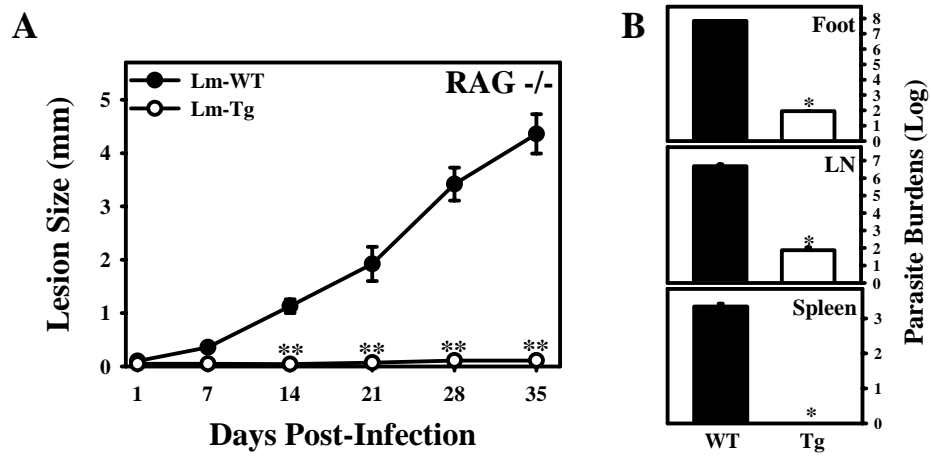 A
Lesion Size (mm)
5
4
3
2
1
0
Lm-WT
Lm-Tg
RAG -/-
** ** ** **
1 7 14 21 28 35
Days Post-Infection
B
Foot
*
8
7
6
5
4
3
2
1
0
LN
*
7
6
5
4
3
2
1
0
Spleen
*
3
2
1
0
WT Tg
Parasite Burdens (Log)